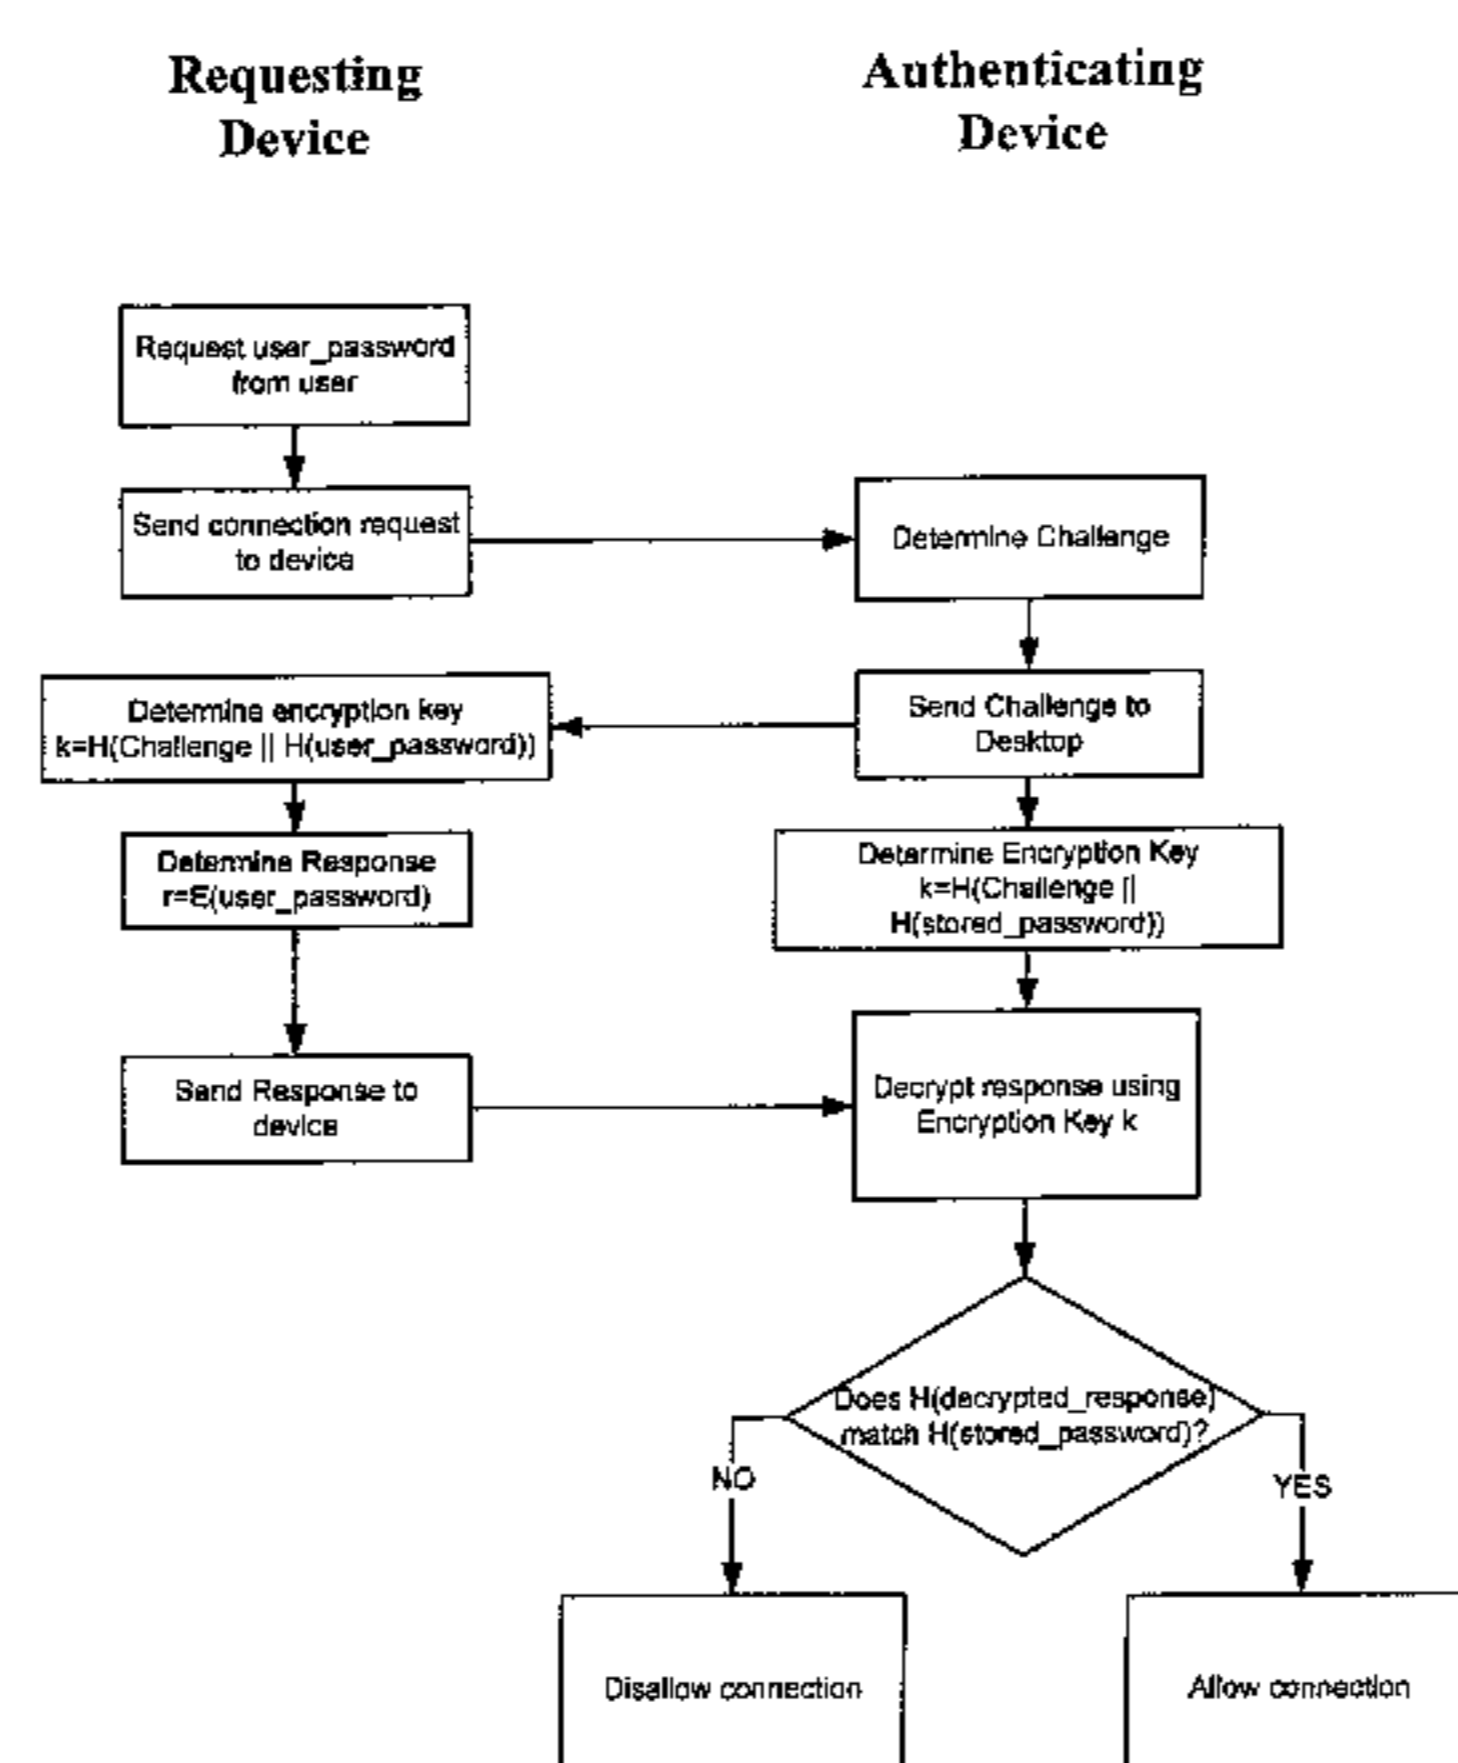 Requesting
Device
Authenticating
Device
Request user_password
from user
Send connection request
to device
Determine Challenge
Determine encryption key
k=H(Challenge || H(user_password))
Send Challenge to
Desktop
Determine Response
r=E(user_password)
Determine Encryption Key
k=H(Challenge ||
H(stored_password))
Send Response to
device
Decrypt response using
Encryption Key k
Does H(decrypted_response)
match H(stored_password)?
NO
YES
Disallow connection
Allow connection